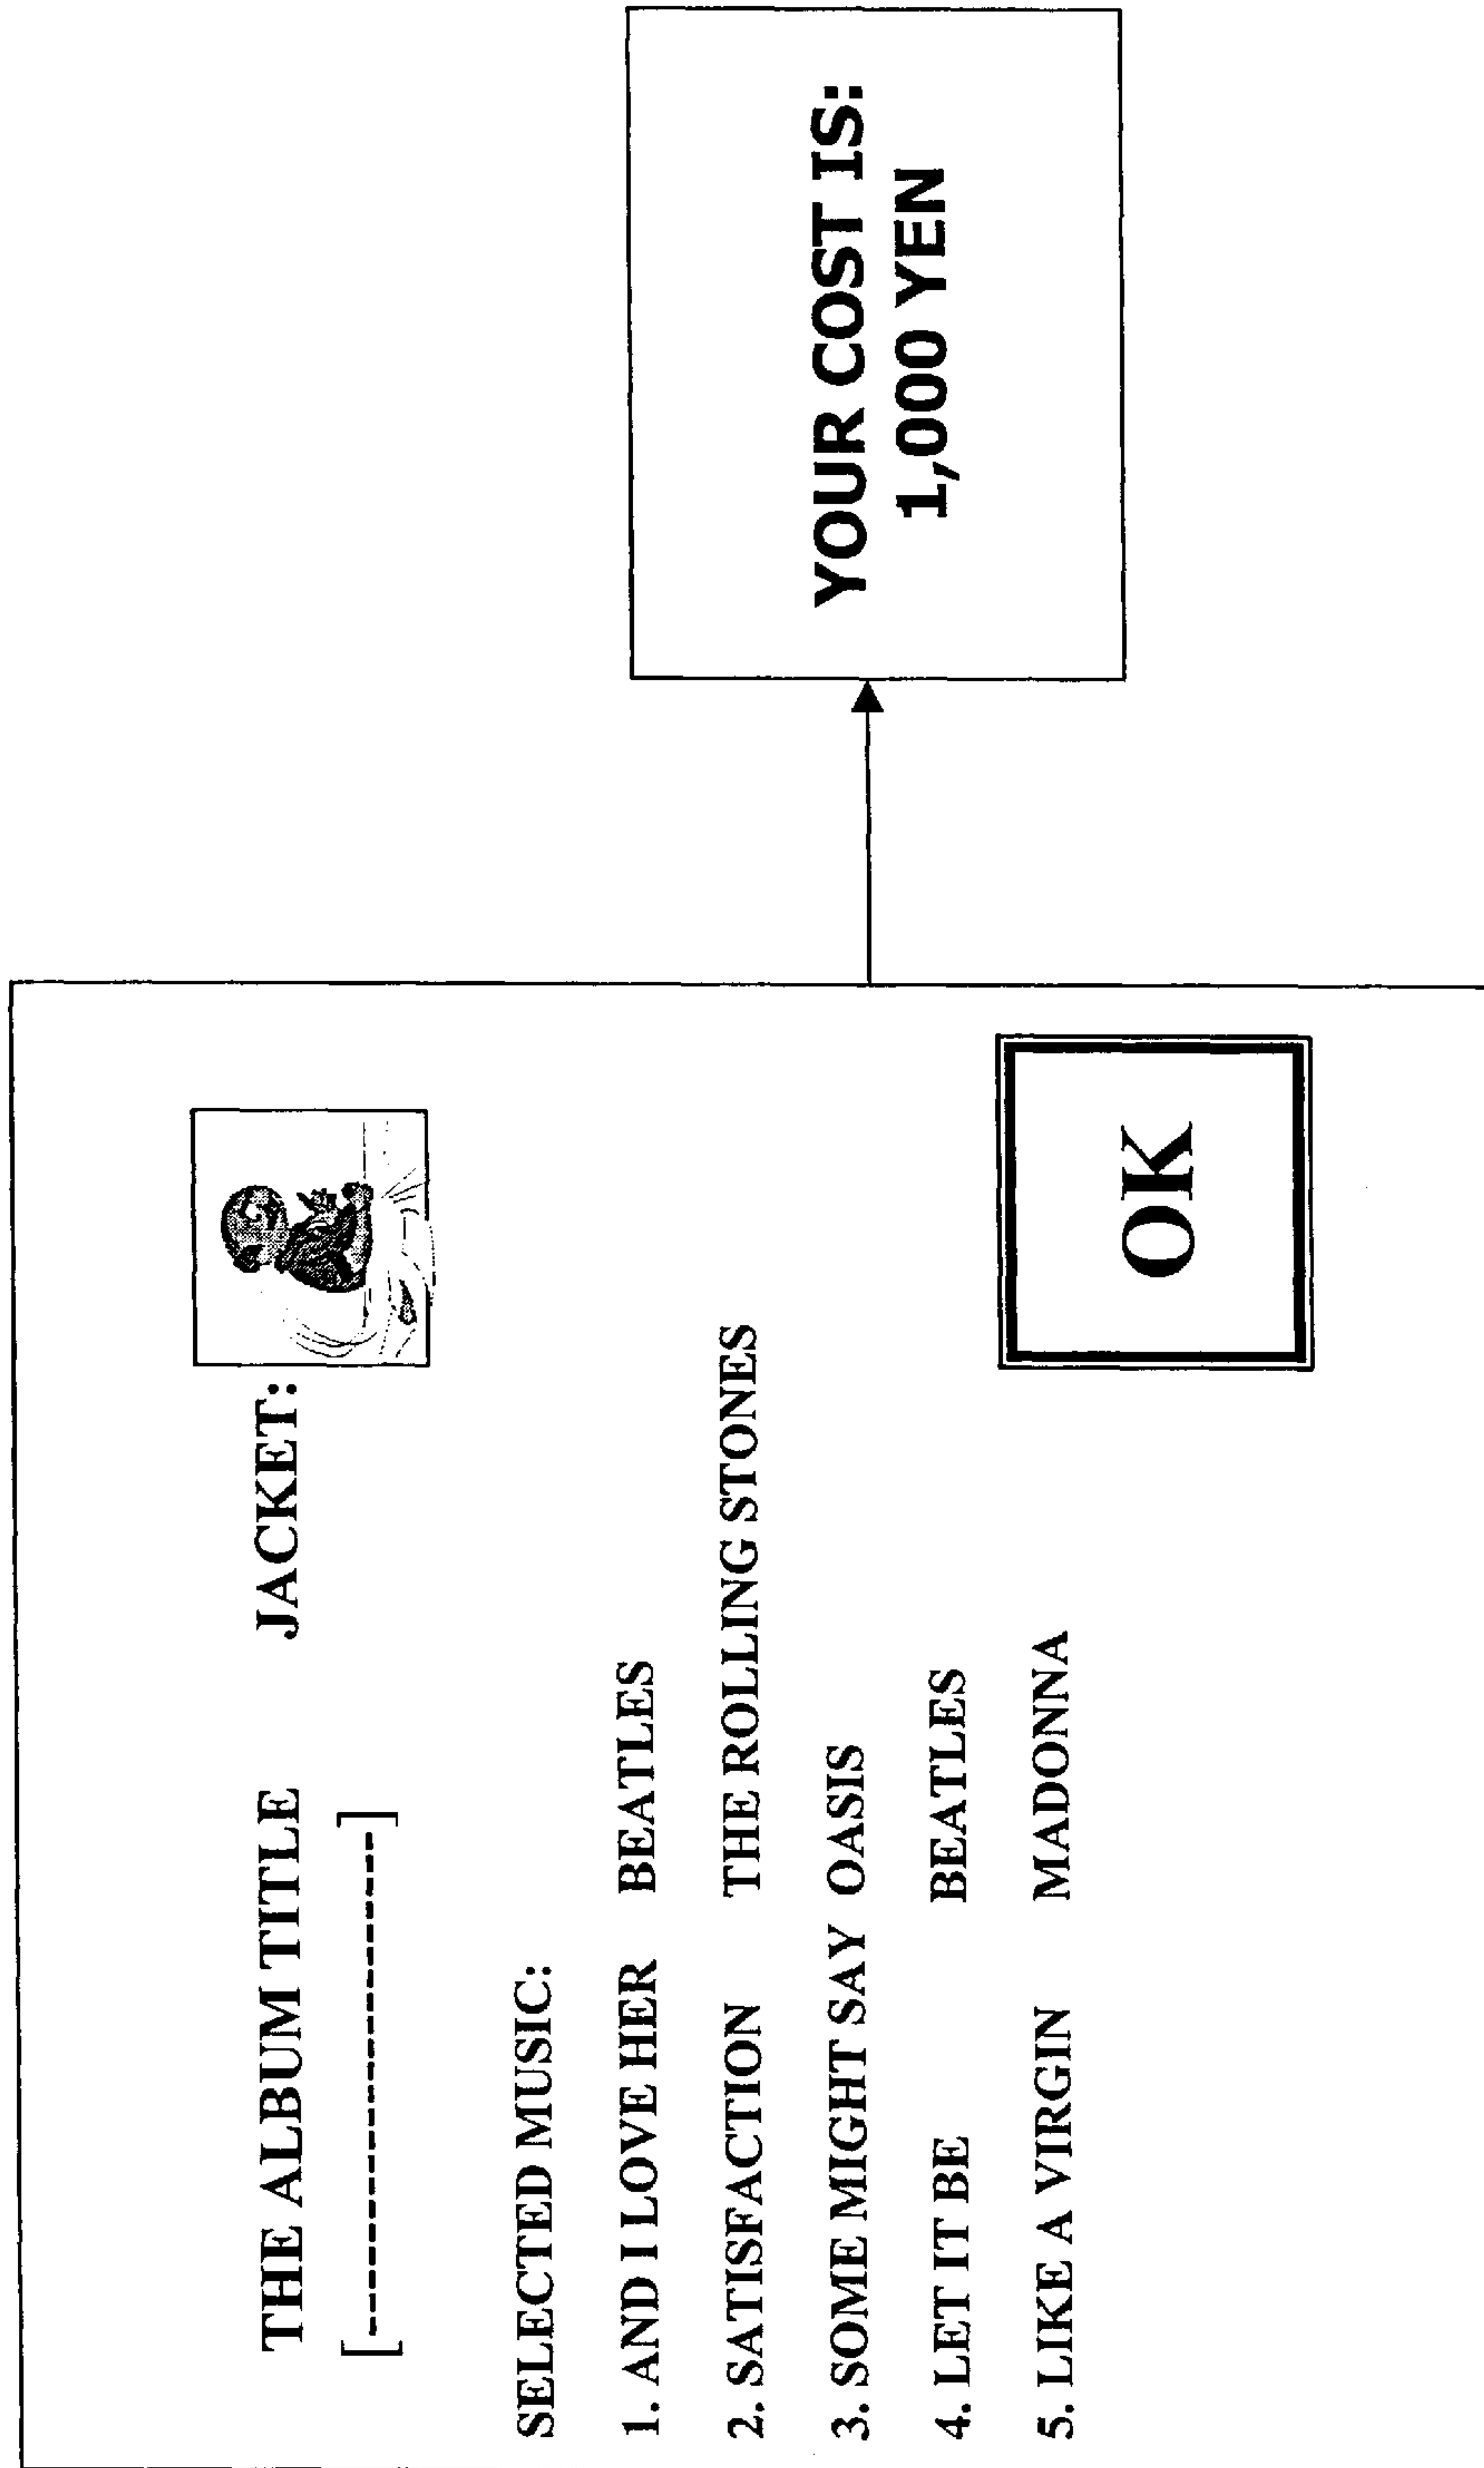 THE ALBUM TITLE JACKET:
[---------------------]
SELECTED MUSIC:
1. AND I LOVE HER BEATLES
2. SATISFACTION THE ROLLING STONES
3. SOME MIGHT SAY OASIS
4. LET IT BE BEATLES
5. LIKE A VIRGIN MADONNA
OK
YOUR COST IS:
1,000 YEN